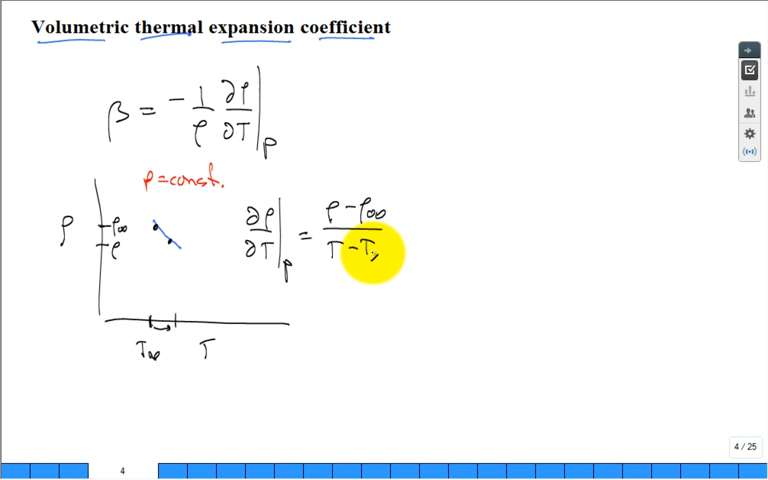 Volumetric thermal expansion coefficient
β = - 1/ρ ∂ρ/∂T |p
P = const.
ρ
ρ∞
ρ
∂ρ/∂T |p = ρ - ρ∞ / T - T
T∞ T
4 / 25
4